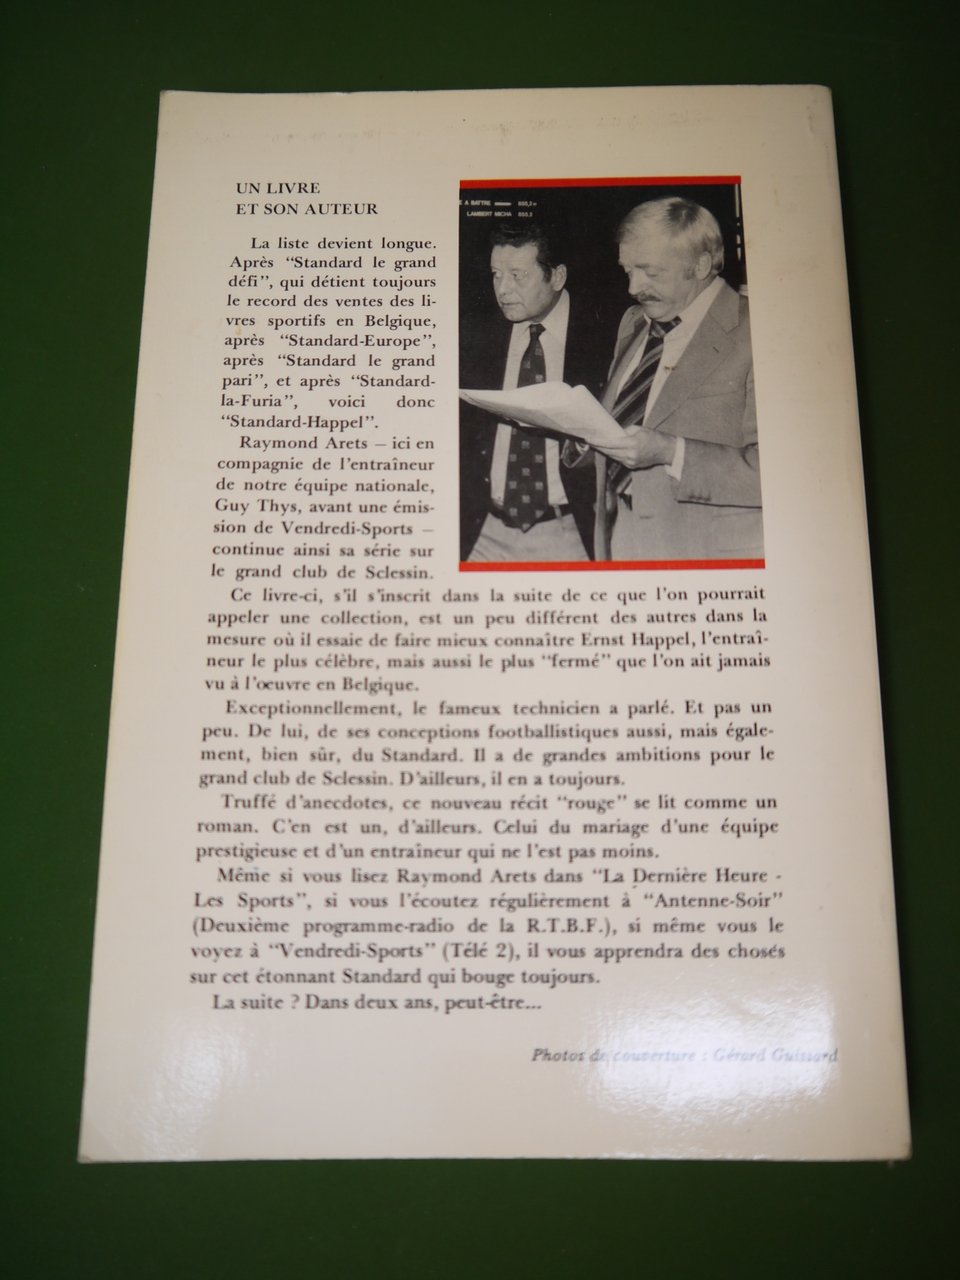 UN LIVRE
ET SON AUTEUR
La liste devient longue.
Après “Standard le grand
défi”, qui détient toujours
le record des ventes des li-
vres sportifs en Belgique,
après “Standard-Europe”,
après “Standard le grand
pari”, et après “Standard-
la-Furia”, voici donc
“Standard-Happel”.
Raymond Arets — ici en
compagnie de l'entraîneur
de notre équipe nationale,
Guy Thys, avant une émis-
sion de Vendredi-Sports —
continue ainsi sa série sur
le grand club de Sclessin.
E A BATTRE
LAMBERT MICHA
Ce livre-ci, s'il s'inscrit dans la suite de ce que l'on pourrait
appeler une collection, est un peu différent des autres dans la
mesure où il essaie de faire mieux connaître Ernst Happel, l'entraî-
neur le plus célèbre, mais aussi le plus “fermé” que l'on ait jamais
vu à l'oeuvre en Belgique.
Exceptionnellement, le fameux technicien a parlé. Et pas un
peu. De lui, de ses conceptions footballistiques aussi, mais égale-
ment, bien sûr, du Standard. Il a de grandes ambitions pour le
grand club de Sclessin. D'ailleurs, il en a toujours.
Truffé d'anecdotes, ce nouveau récit “rouge” se lit comme un
roman. C'en est un, d'ailleurs. Celui du mariage d'une équipe
prestigieuse et d'un entraîneur qui ne l'est pas moins.
Même si vous lisez Raymond Arets dans “La Dernière Heure -
Les Sports”, si vous l'écoutez régulièrement à “Antenne-Soir”
(Deuxième programme-radio de la R.T.B.F.), si même vous le
voyez à “Vendredi-Sports” (Télé 2), il vous apprendra des choses
sur cet étonnant Standard qui bouge toujours.
La suite ? Dans deux ans, peut-être...
Photos de couverture : Gérard Guissard